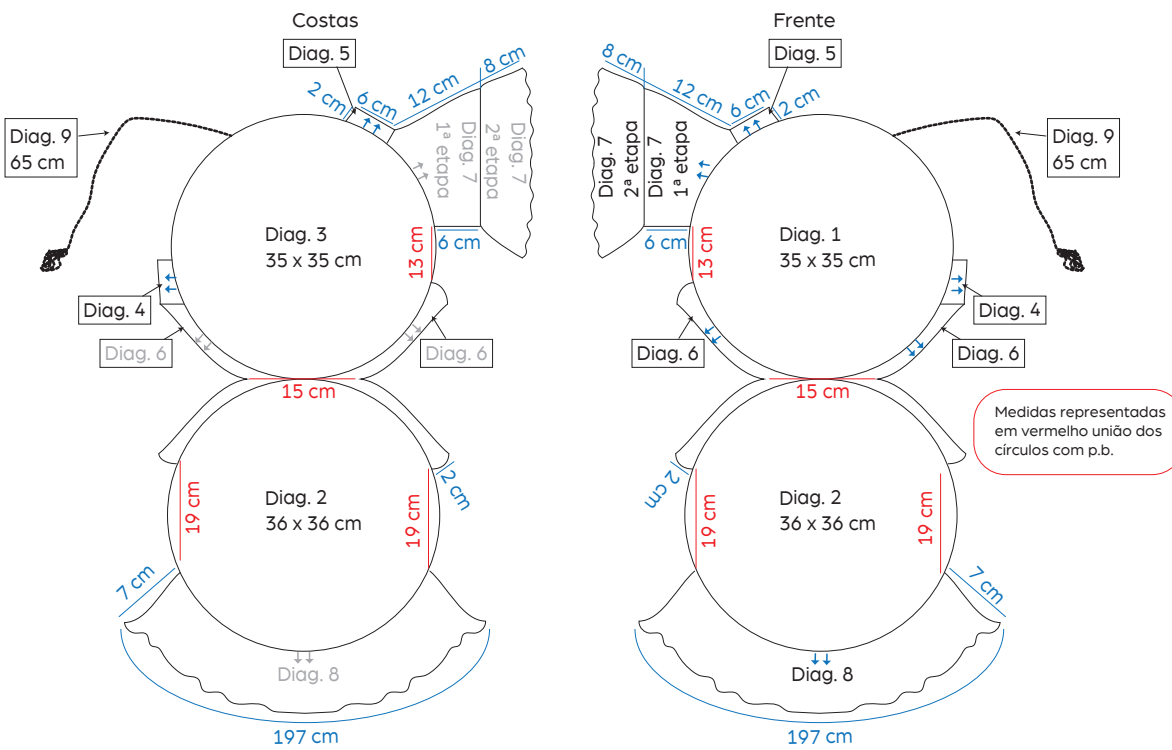 Costas
Diag. 5
2 cm
6 cm
12 cm
8 cm
Diag. 9
65 cm
Diag. 7
1ª etapa
Diag. 7
2ª etapa
Diag. 3
35 x 35 cm
13 cm
6 cm
Diag. 4
Diag. 6
Diag. 6
15 cm
Diag. 2
36 x 36 cm
19 cm
19 cm
2 cm
7 cm
Diag. 8
197 cm
Frente
Diag. 5
8 cm
12 cm
6 cm
2 cm
Diag. 7
2ª etapa
Diag. 7
1ª etapa
Diag. 9
65 cm
Diag. 1
35 x 35 cm
6 cm
13 cm
Diag. 4
Diag. 6
Diag. 6
15 cm
Medidas representadas
em vermelho união dos
círculos com p.b.
2 cm
Diag. 2
36 x 36 cm
19 cm
19 cm
7 cm
Diag. 8
197 cm